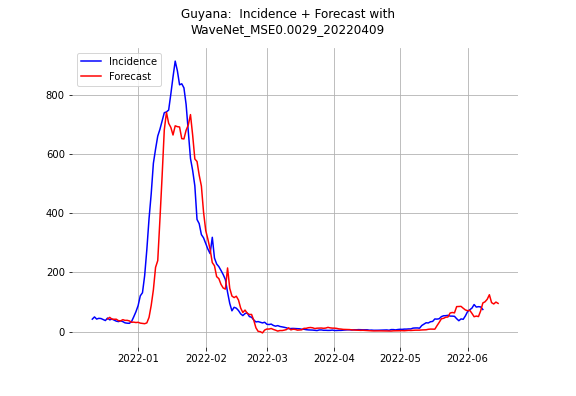 Guyana:  Incidence + Forecast with
WaveNet_MSE0.0029_20220409
Incidence
Forecast
800
600
400
200
0
2022-01 2022-02 2022-03 2022-04 2022-05 2022-06